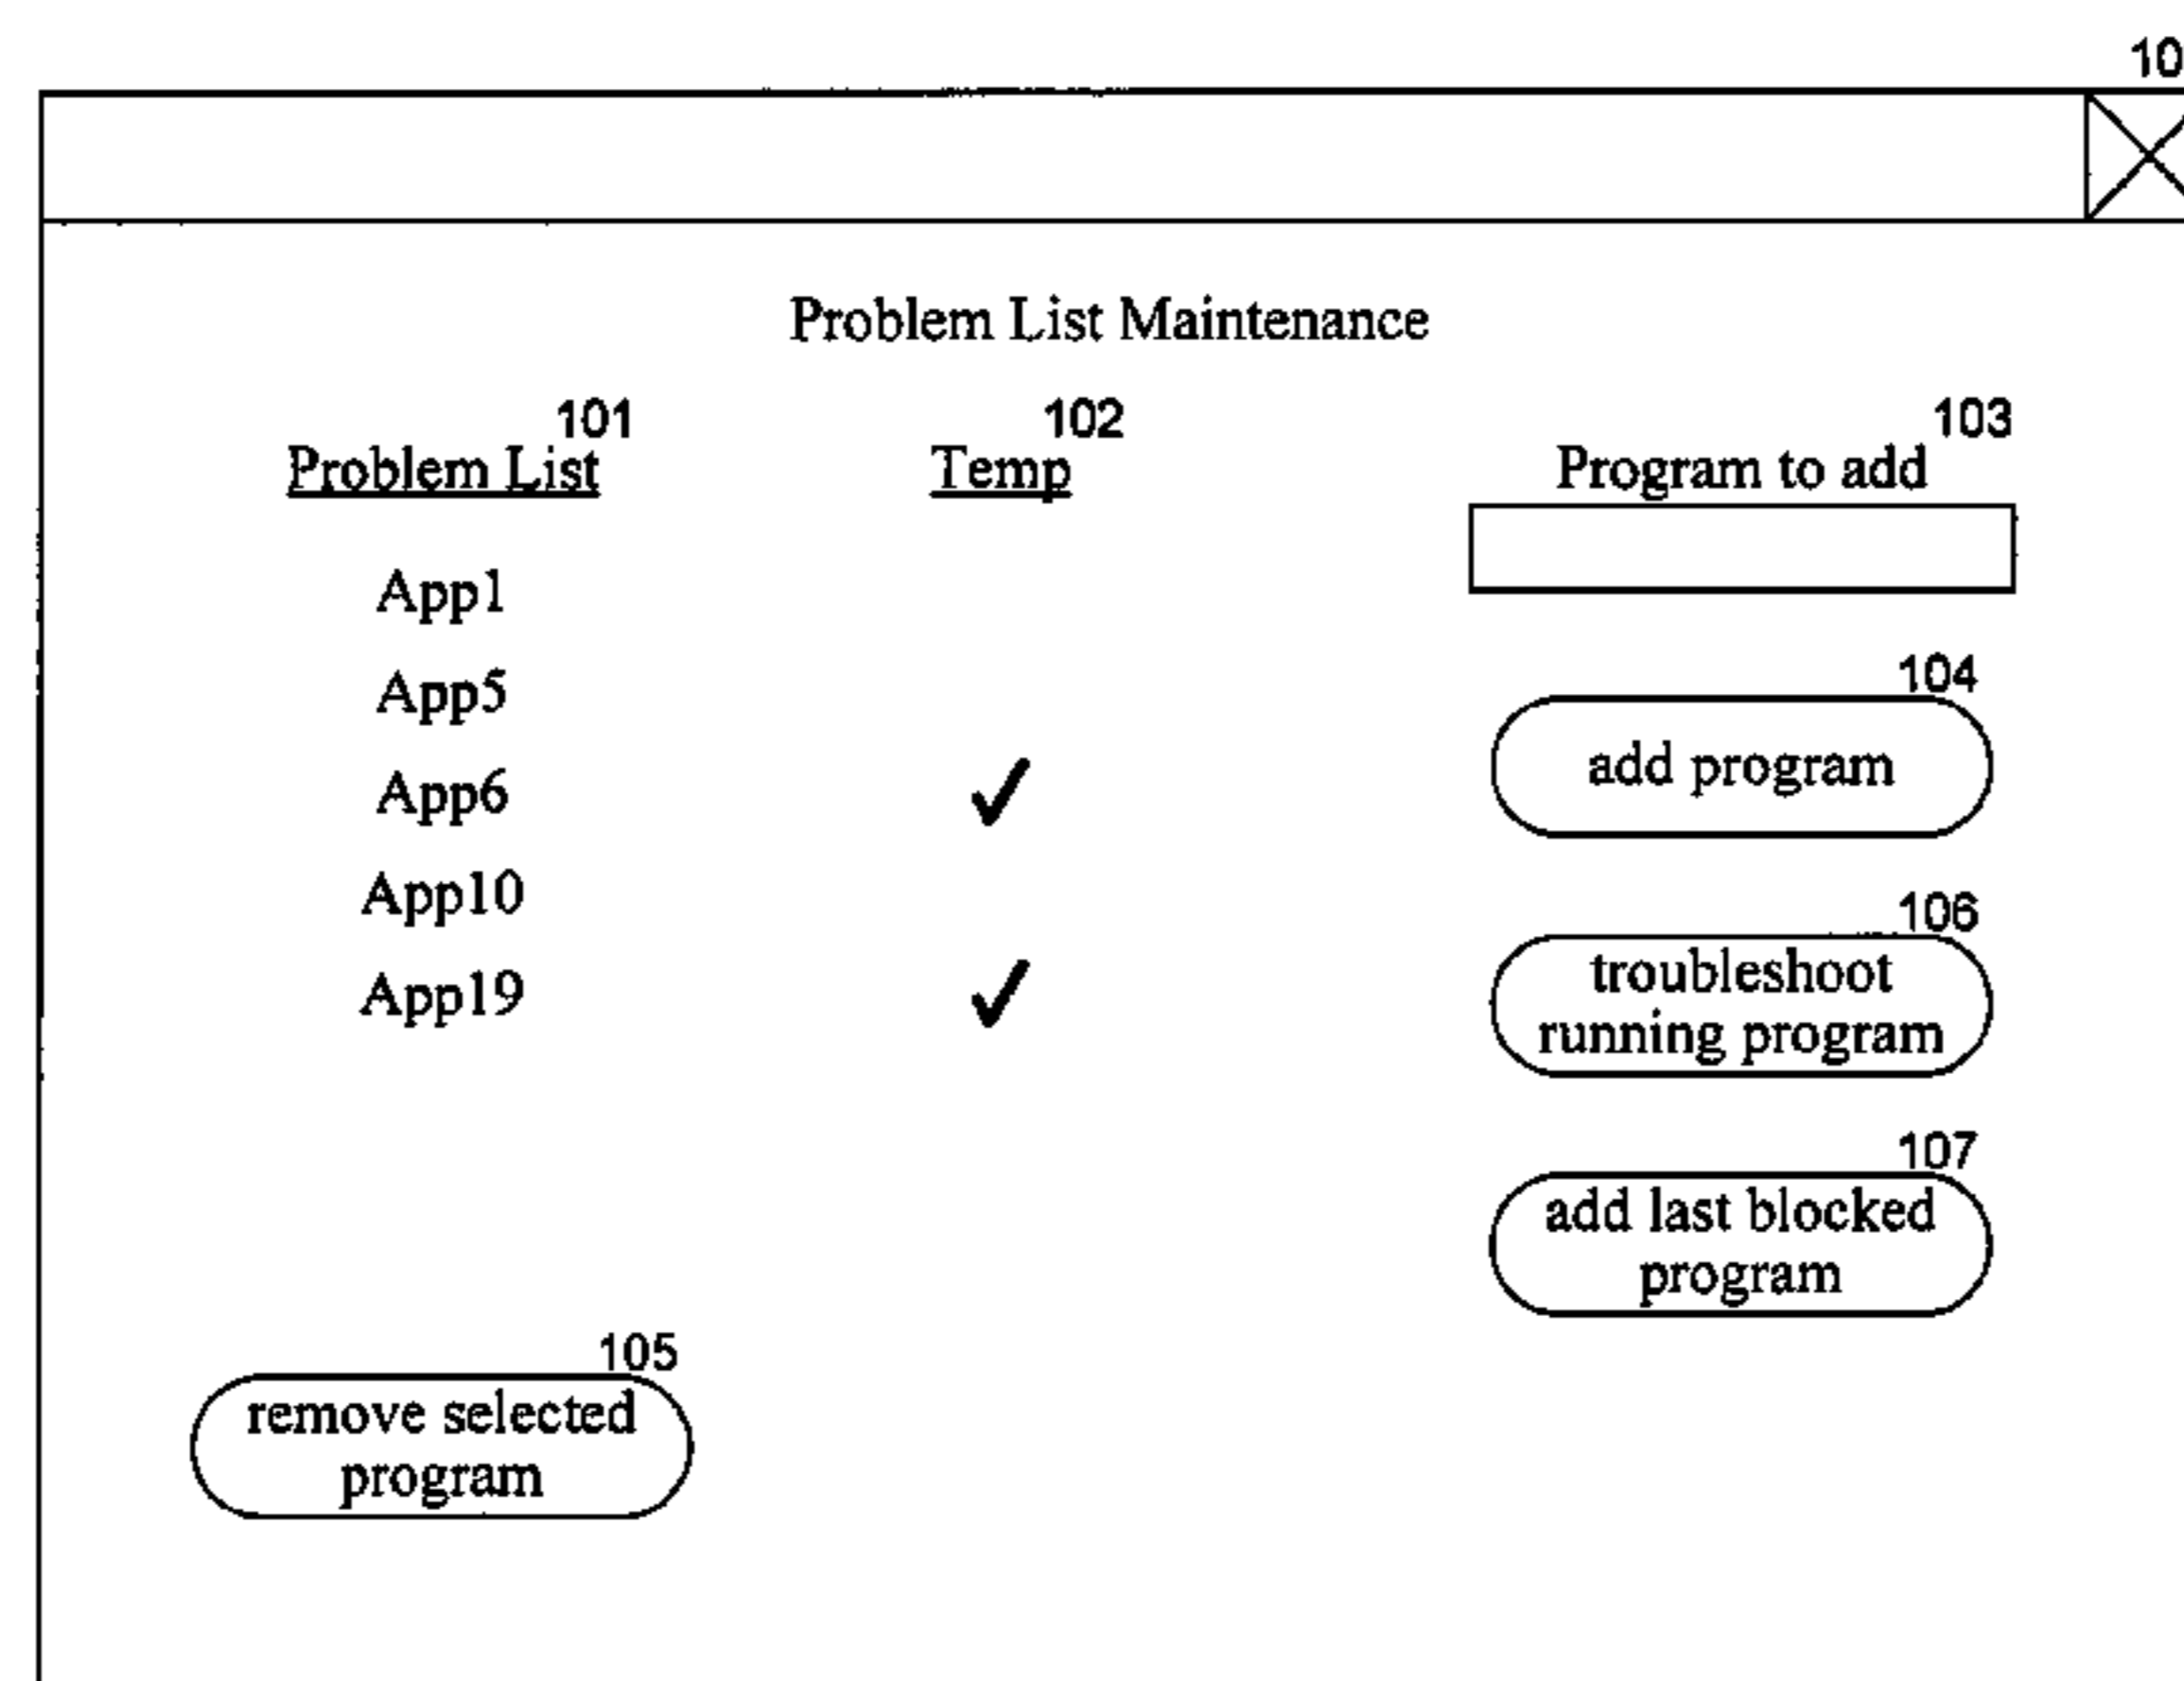 10
Problem List Maintenance
101
Problem List
102
Temp
103
Program to add
App1
App5
App6
App10
App19
104
add program
106
troubleshoot
running program
107
add last blocked
program
105
remove selected
program